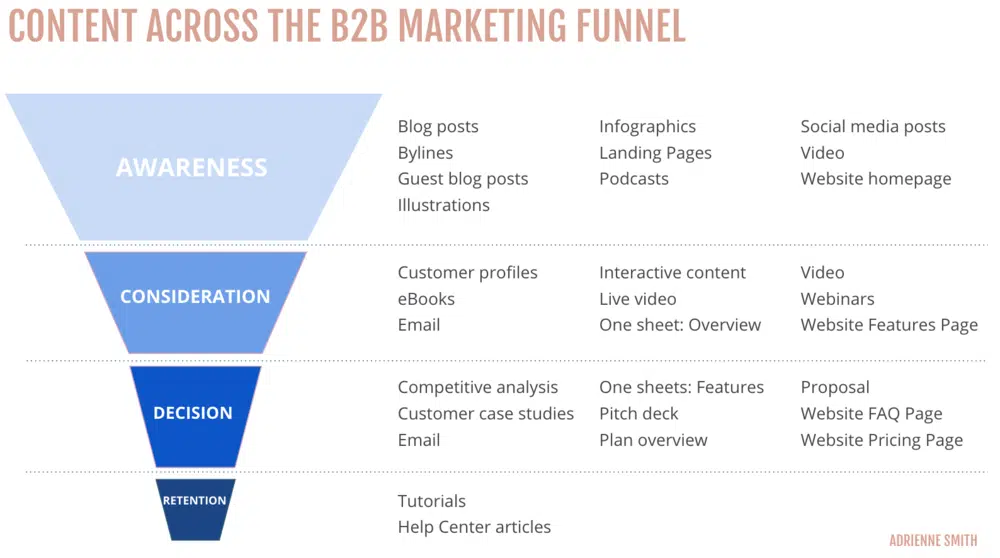 CONTENT ACROSS THE B2B MARKETING FUNNEL
AWARENESS
Blog posts
Bylines
Guest blog posts
Illustrations
Infographics
Landing Pages
Podcasts
Social media posts
Video
Website homepage
CONSIDERATION
Customer profiles
eBooks
Email
Interactive content
Live video
One sheet: Overview
Video
Webinars
Website Features Page
DECISION
Competitive analysis
Customer case studies
Email
One sheets: Features
Pitch deck
Plan overview
Proposal
Website FAQ Page
Website Pricing Page
RETENTION
Tutorials
Help Center articles
ADRIENNE SMITH